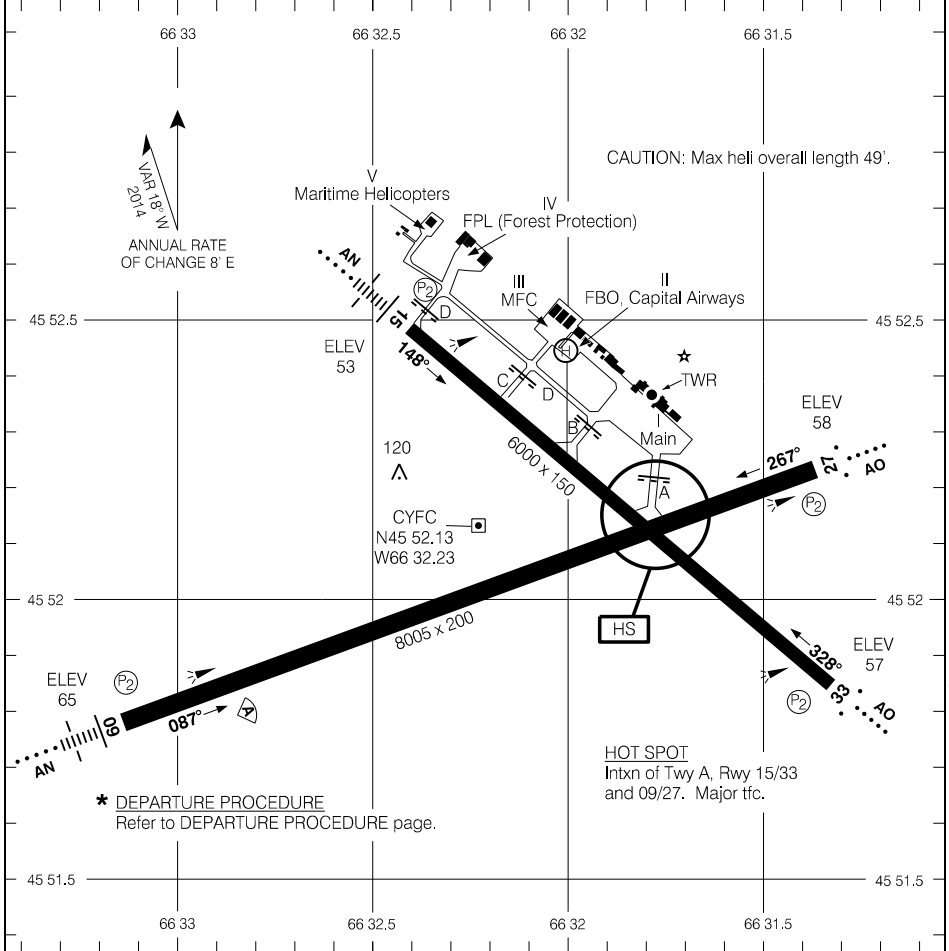 66 33
66 32.5
66 32
66 31.5
CAUTION: Max heli overall length 49'.
VAR 18° W
2014
ANNUAL RATE
OF CHANGE 8' E
V
Maritime Helicopters
IV
FPL (Forest Protection)
III
MFC
II
FBO, Capital Airways
AN
P2
D
45 52.5
45 52.5
15
H
ELEV
53
148°
TWR
C
D
B
I
Main
ELEV
58
6000 x 150
267°
27
AO
120
A
P2
CYFC
N45 52.13
W66 32.23
45 52
45 52
HS
8005 x 200
ELEV
65
P2
328°
ELEV
57
09
087°
A
P2
33
AO
AN
HOT SPOT
Intxn of Twy A, Rwy 15/33
and 09/27. Major tfc.
* DEPARTURE PROCEDURE
Refer to DEPARTURE PROCEDURE page.
45 51.5
45 51.5
66 33
66 32.5
66 32
66 31.5